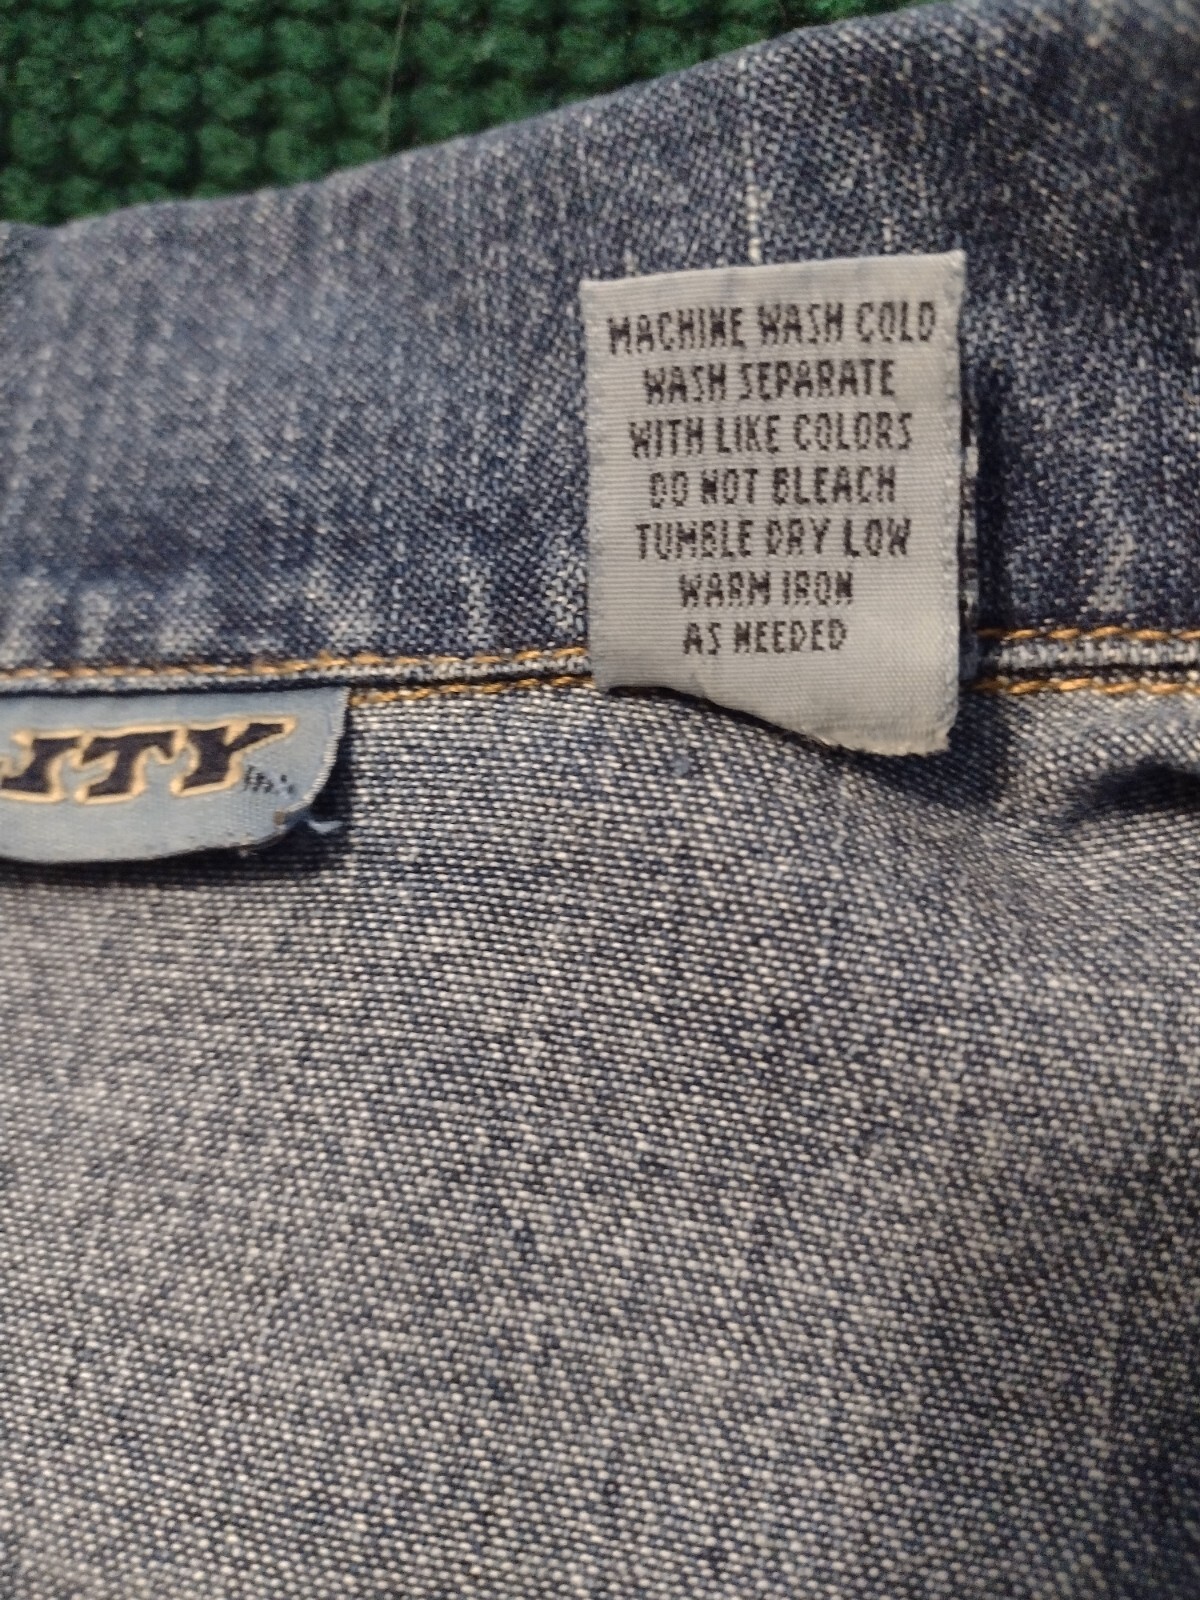 MACHINE WASH COLD
WASH SEPARATE
WITH LIKE COLORS
DO NOT BLEACH
TUMBLE DRY LOW
WARM IRON
AS NEEDED
ITY